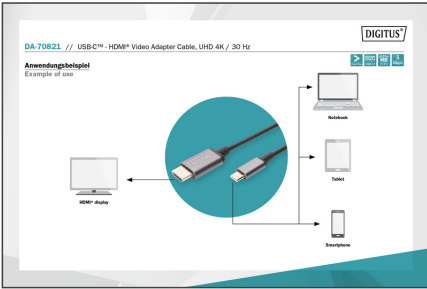 DIGITUS®
DA-70821 // USB-C™ - HDMI® Video Adapter Cable, UHD 4K / 30 Hz
Anwendungsbeispiel
Example of use
Notebook
Tablet
HDMI® display
Smartphone